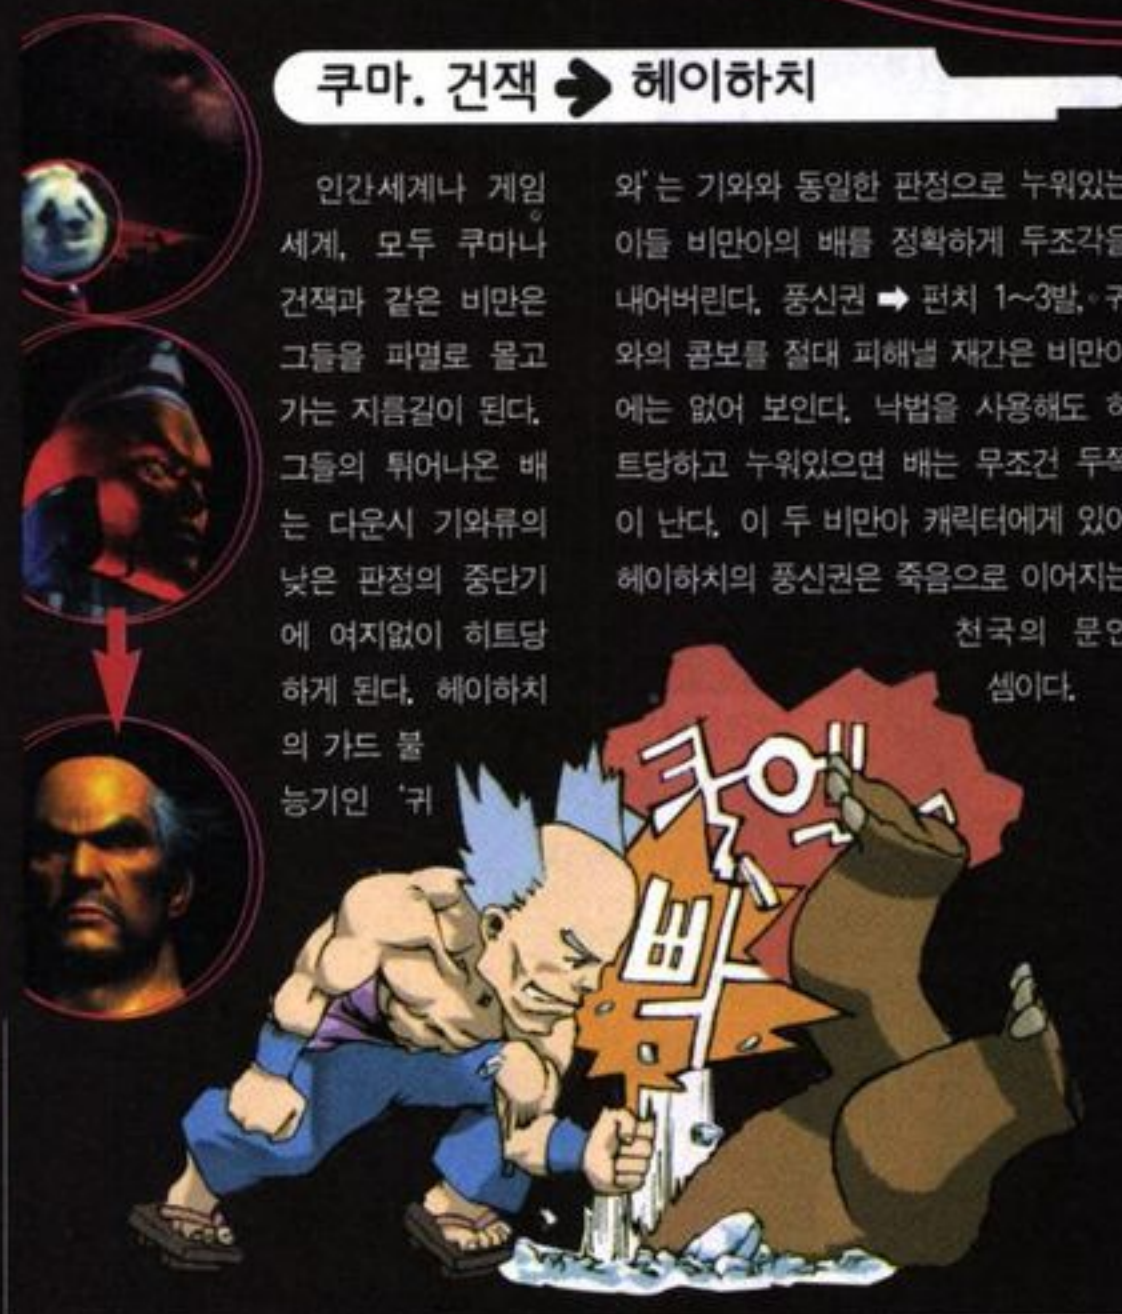 쿠마. 건잭 ➔ 헤이하치
인간세계나 게임
세계, 모두 쿠마나
건잭과 같은 비만은
그들을 파멸로 몰고
가는 지름길이 된다.
그들의 튀어나온 배
는 다운시 기와류의
낮은 판정의 중단기
에 여지없이 히트당
하게 된다. 헤이하치
의 가드 불
능기인 '귀
와'는 기와와 동일한 판정으로 누워있는
이들 비만아의 배를 정확하게 두조각을
내어버린다. 풍신권 ➡ 펀치 1~3발, 귀
와의 콤보를 절대 피해낼 재간은 비만아
에는 없어 보인다. 낙법을 사용해도 히
트당하고 누워있으면 배는 무조건 두쪽
이 난다. 이 두 비만아 캐릭터에게 있어
헤이하치의 풍신권은 죽음으로 이어지는
천국의 문인
셈이다.